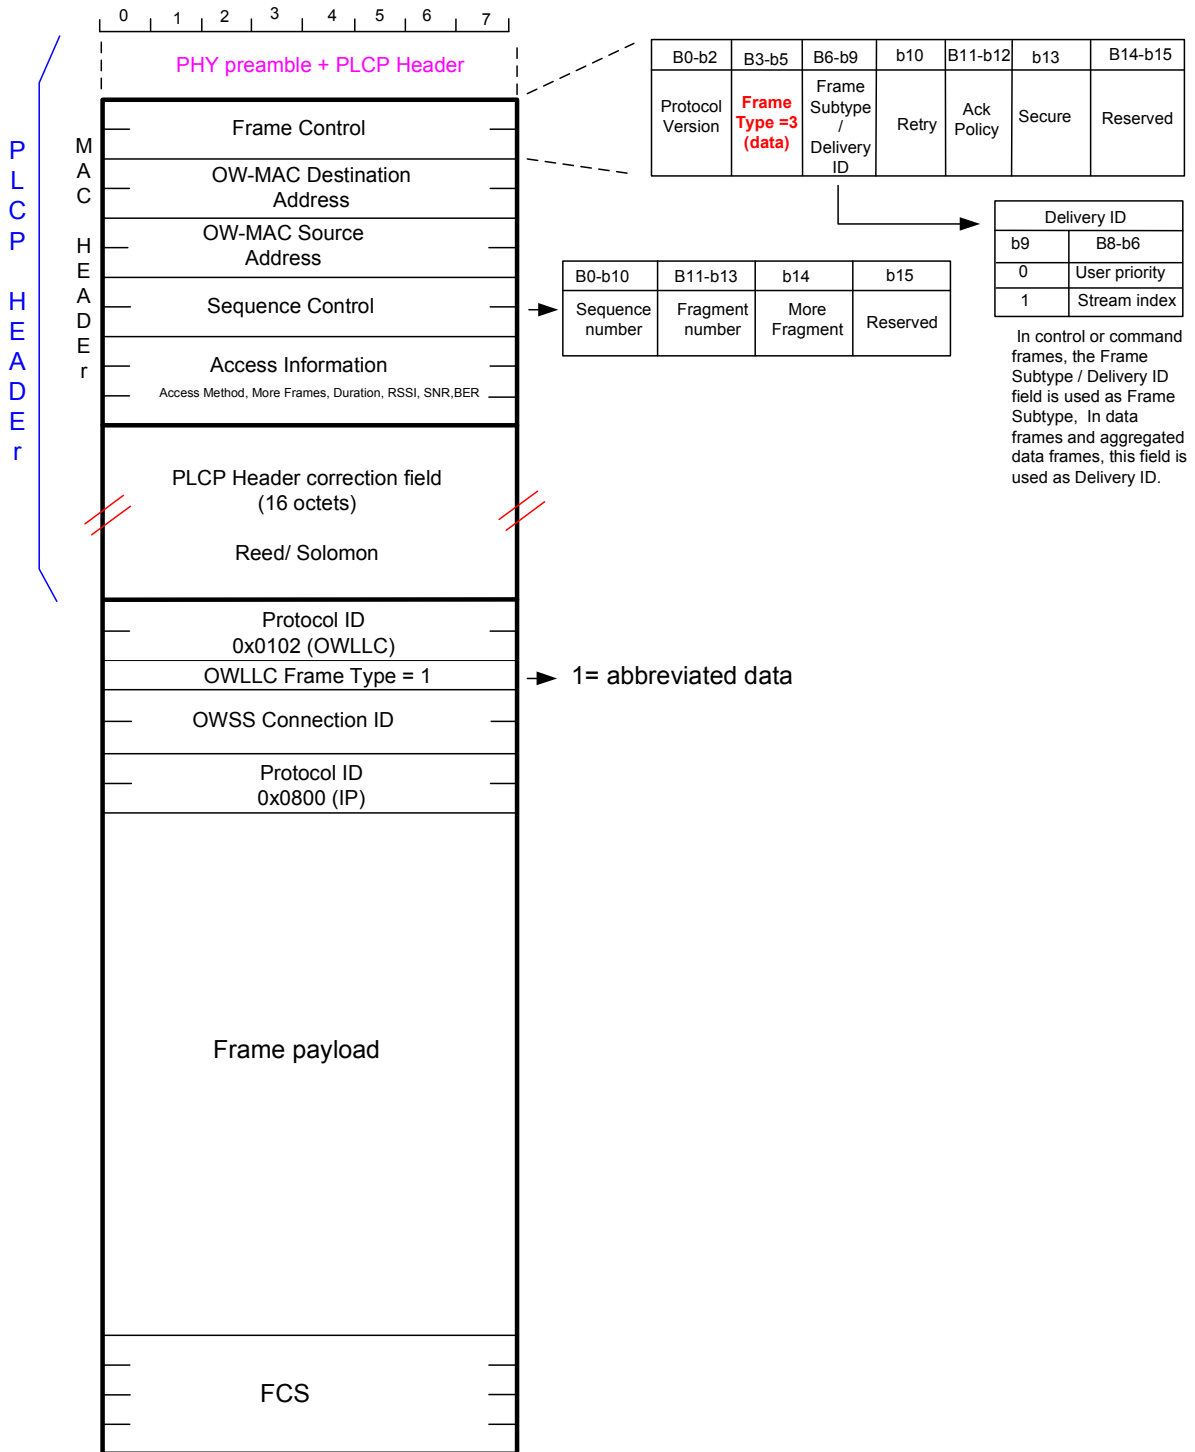 0 1 2 3 4 5 6 7
PHY preamble + PLCP Header
PLCP HEADEr
MAC HEADEr
Frame Control
OW-MAC Destination
Address
OW-MAC Source
Address
Sequence Control
Access Information
Access Method, More Frames, Duration, RSSI, SNR,BER
PLCP Header correction field
(16 octets)
Reed/ Solomon
Protocol ID
0x0102 (OWLLC)
OWLLC Frame Type = 1
1= abbreviated data
OWSS Connection ID
Protocol ID
0x0800 (IP)
Frame payload
FCS
B0-b2 B3-b5 B6-b9 b10 B11-b12 b13 B14-b15
Protocol
Version
Frame
Type =3
(data)
Frame
Subtype
/
Delivery
ID
Retry
Ack
Policy
Secure
Reserved
Delivery ID
b9 B8-b6
0 User priority
1 Stream index
In control or command
frames, the Frame
Subtype / Delivery ID
field is used as Frame
Subtype, In data
frames and aggregated
data frames, this field is
used as Delivery ID.
B0-b10 B11-b13 b14 b15
Sequence
number
Fragment
number
More
Fragment
Reserved